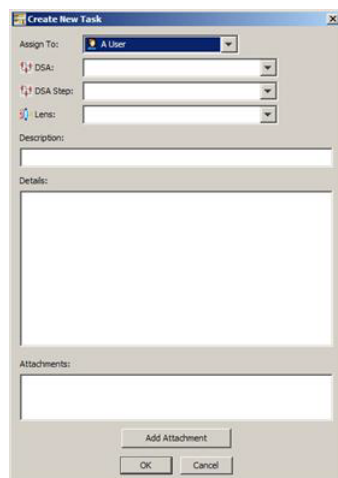 Create New Task
Assign To: A User
DSA:
DSA Step:
Lens:
Description:
Details:
Attachments:
Add Attachment
OK Cancel